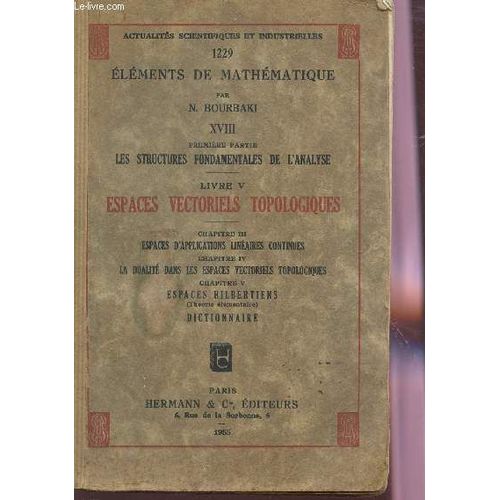 Le-livre.com
ACTUALITÉS SCIENTIFIQUES ET INDUSTRIELLES
1229
ÉLÉMENTS DE MATHÉMATIQUE
PAR
N. BOURBAKI
XVIII
PREMIÈRE PARTIE
LES STRUCTURES FONDAMENTALES DE L'ANALYSE
LIVRE V
ESPACES VECTORIELS TOPOLOGIQUES
CHAPITRE III
ESPACES D'APPLICATIONS LINÉAIRES CONTINUES
CHAPITRE IV
LA DUALITÉ DANS LES ESPACES VECTORIELS TOPOLOGIQUES
CHAPITRE V
ESPACES HILBERTIENS
(Théorie élémentaire)
DICTIONNAIRE
PARIS
HERMANN & Cie, ÉDITEURS
6, Rue de la Sorbonne, 6
1955